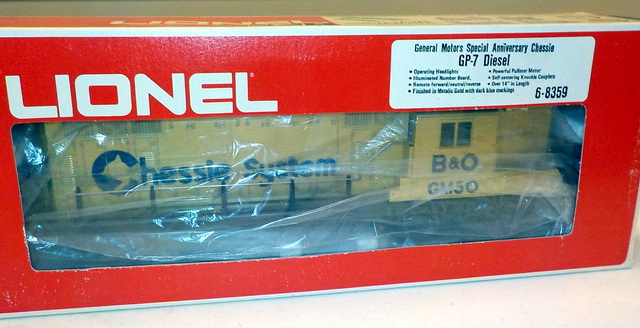 LIONEL
General Motors Special Anniversary Chessie
GP-7 Diesel
• Operating Headlights
• Illuminated Number Board,
• Remote forward/neutral/reverse
• Powerful Pullmor Motor
• Self-centering Knuckle Couplers
• Over 14" in Length
• Finished in Metalic Gold with dark blue markings
6-8359
Chessie System
B&O
GM50